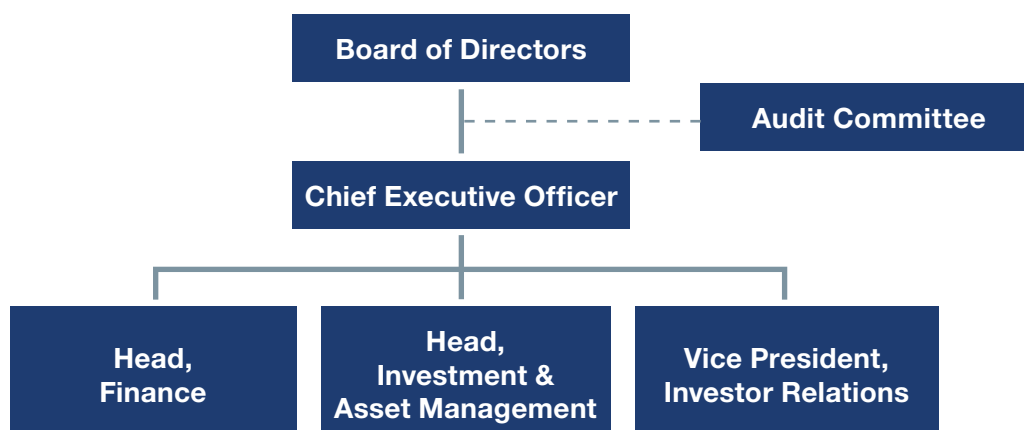 Board of Directors
Audit Committee
Chief Executive Officer
Head,
Finance
Head,
Investment &
Asset Management
Vice President,
Investor Relations